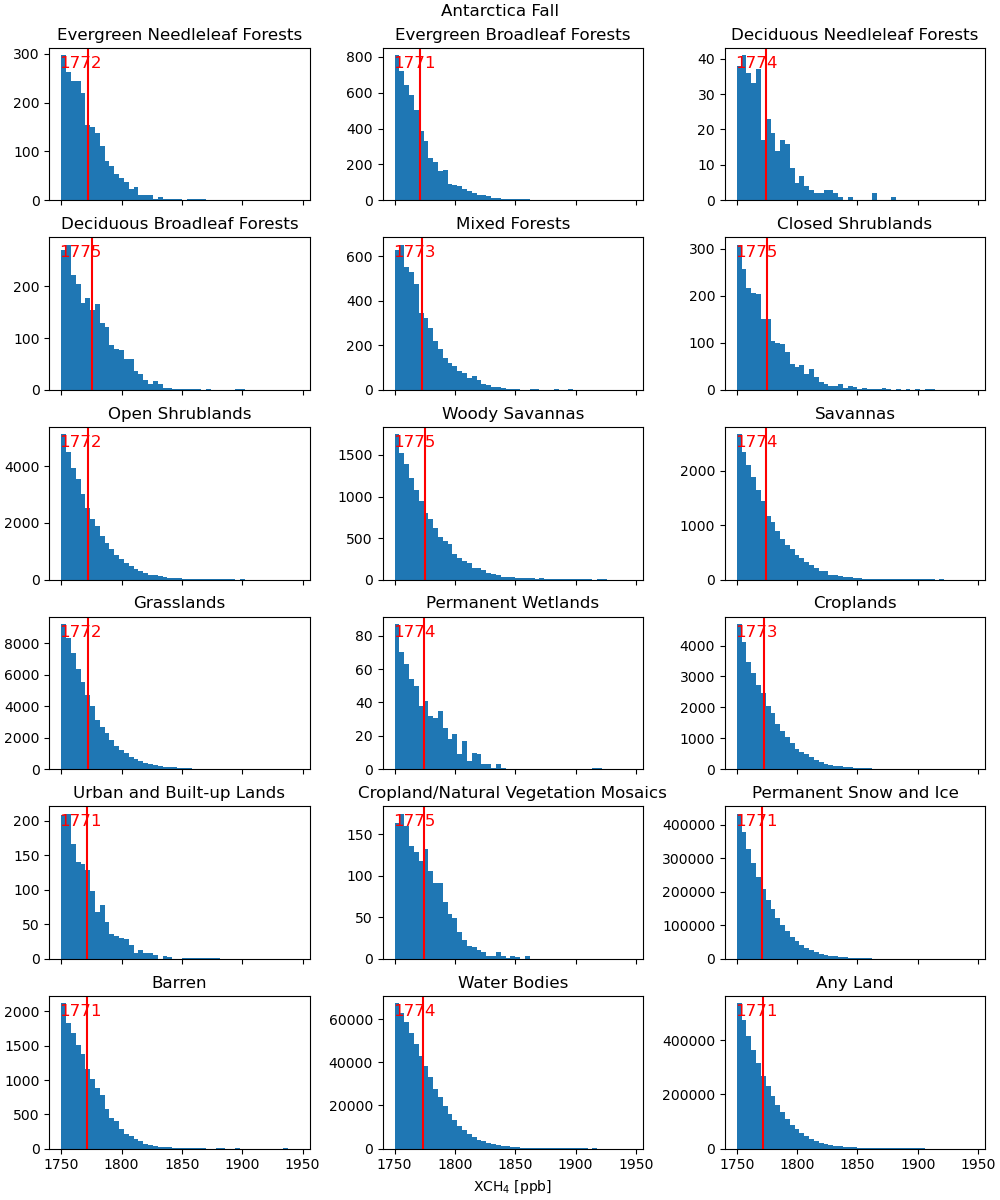 Antarctica Fall
Evergreen Needleleaf Forests Evergreen Broadleaf Forests Deciduous Needleleaf Forests
300 200 100 0 1772
800 600 400 200 0 1771
40 30 20 10 0 1774
Deciduous Broadleaf Forests Mixed Forests Closed Shrublands
200 100 0 1775
600 400 200 0 1773
300 200 100 0 1775
Open Shrublands Woody Savannas Savannas
4000 2000 0 1772
1500 1000 500 0 1775
2000 1000 0 1774
Grasslands Permanent Wetlands Croplands
8000 6000 4000 2000 0 1772
80 60 40 20 0 1774
4000 3000 2000 1000 0 1773
Urban and Built-up Lands Cropland/Natural Vegetation Mosaics Permanent Snow and Ice
200 150 100 50 0 1771
150 100 50 0 1775
400000 300000 200000 100000 0 1771
Barren Water Bodies Any Land
2000 1500 1000 500 0 1771
60000 40000 20000 0 1774
400000 200000 0 1771
1750 1800 1850 1900 1950 1750 1800 1850 1900 1950 1750 1800 1850 1900 1950
XCH₄ [ppb]